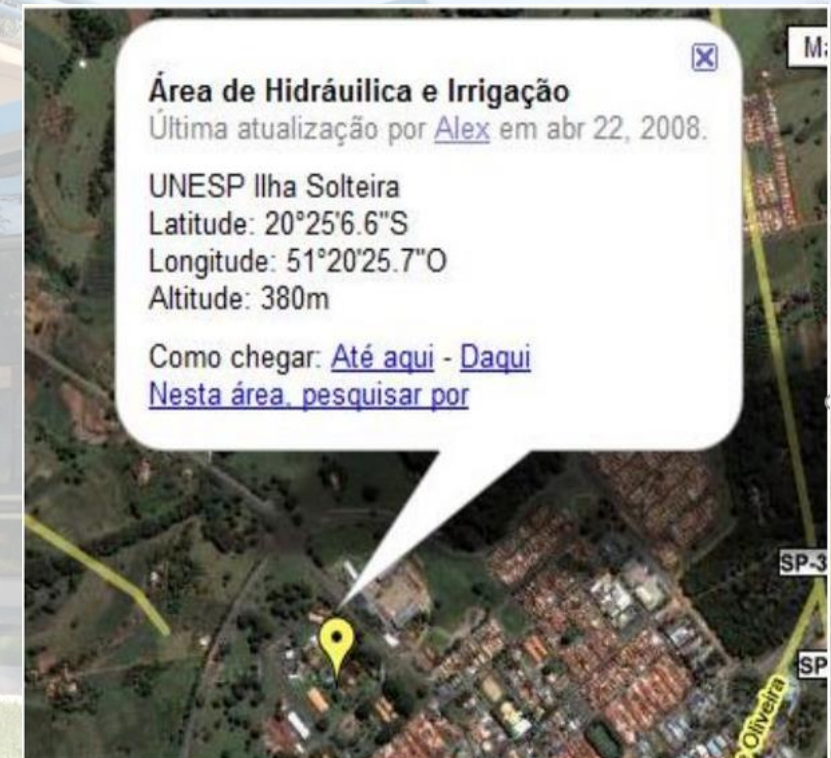 Área de Hidráuilica e Irrigação
Última atualização por Alex em abr 22, 2008.
UNESP Ilha Solteira
Latitude: 20°25'6.6"S
Longitude: 51°20'25.7"O
Altitude: 380m
Como chegar: Até aqui - Daqui
Nesta área, pesquisar por
SP-3
SP
Oliveira